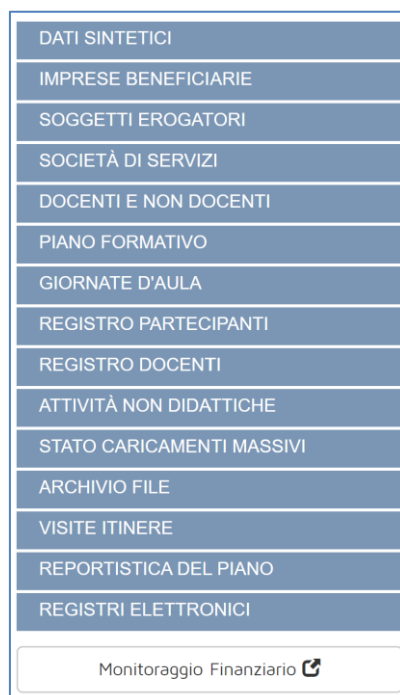 DATI SINTETICI
IMPRESE BENEFICIARIE
SOGGETTI EROGATORI
SOCIETÀ DI SERVIZI
DOCENTI E NON DOCENTI
PIANO FORMATIVO
GIORNATE D'AULA
REGISTRO PARTECIPANTI
REGISTRO DOCENTI
ATTIVITÀ NON DIDATTICHE
STATO CARICAMENTI MASSIVI
ARCHIVIO FILE
VISITE ITINERE
REPORTISTICA DEL PIANO
REGISTRI ELETTRONICI
Monitoraggio Finanziario